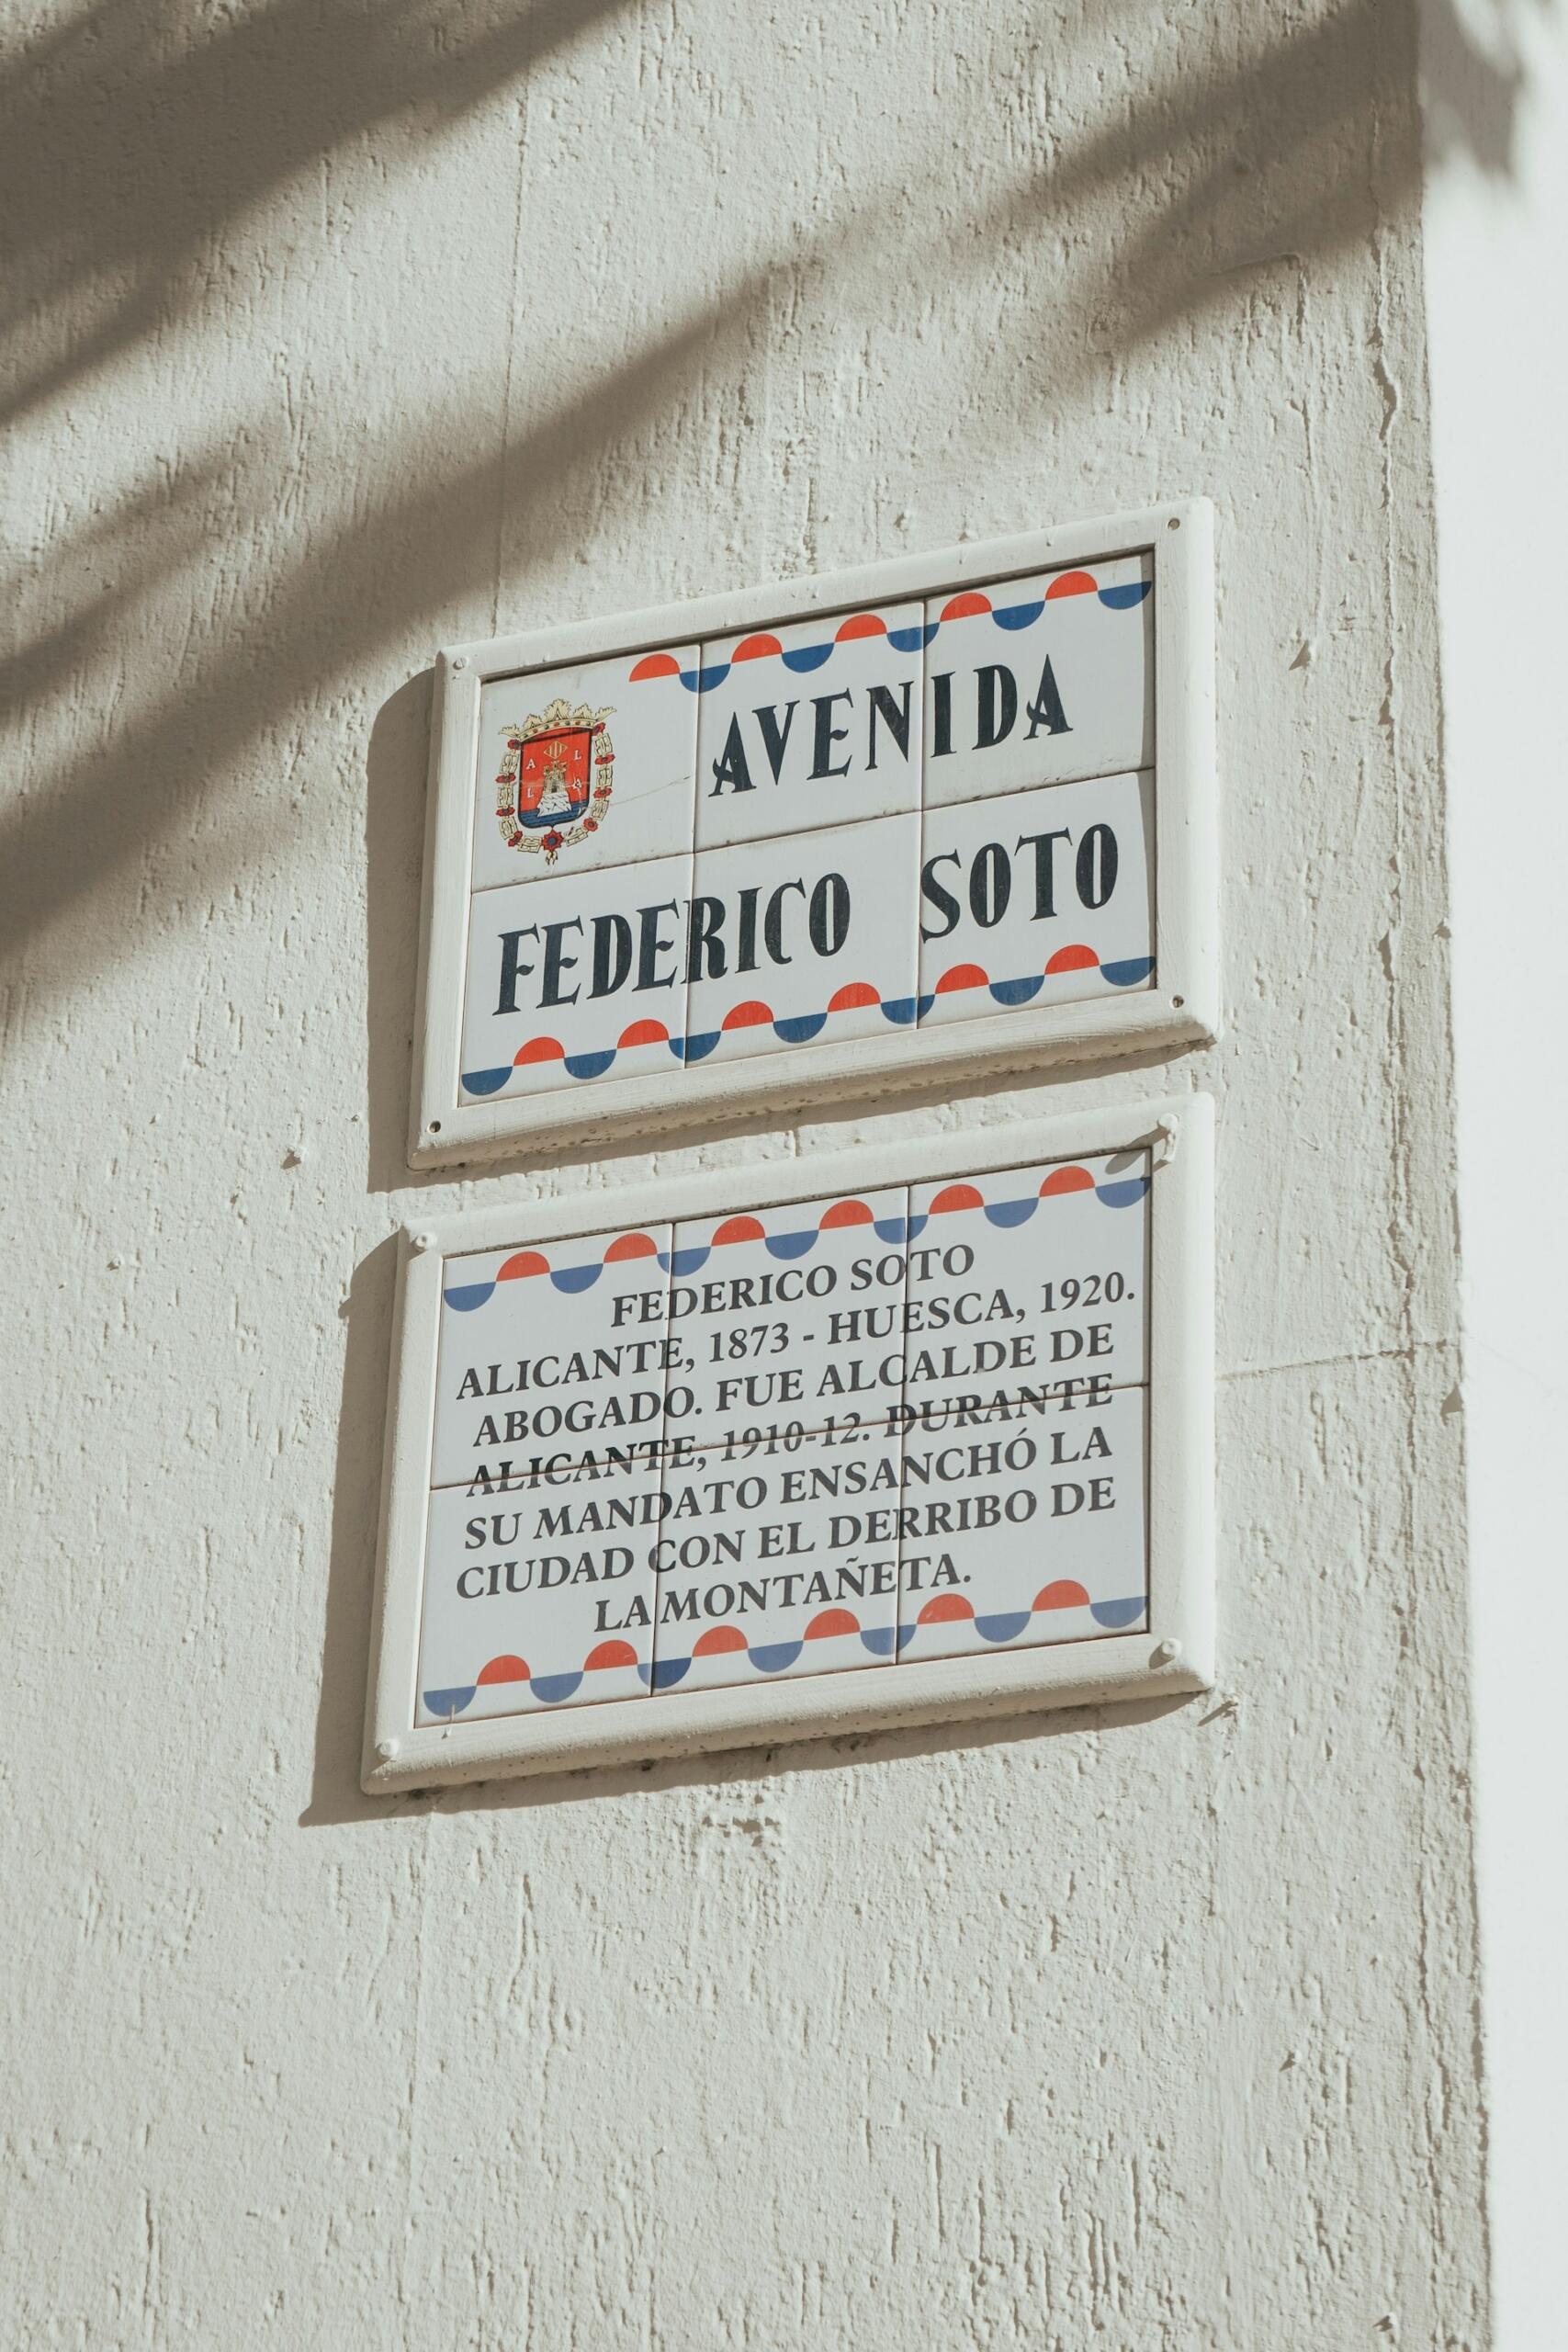 AVENIDA
FEDERICO SOTO
A L
L A
FEDERICO SOTO
ALICANTE, 1873 - HUESCA, 1920.
ABOGADO. FUE ALCALDE DE
ALICANTE, 1910-12. DURANTE
SU MANDATO ENSANCHÓ LA
CIUDAD CON EL DERRIBO DE
LA MONTAÑETA.